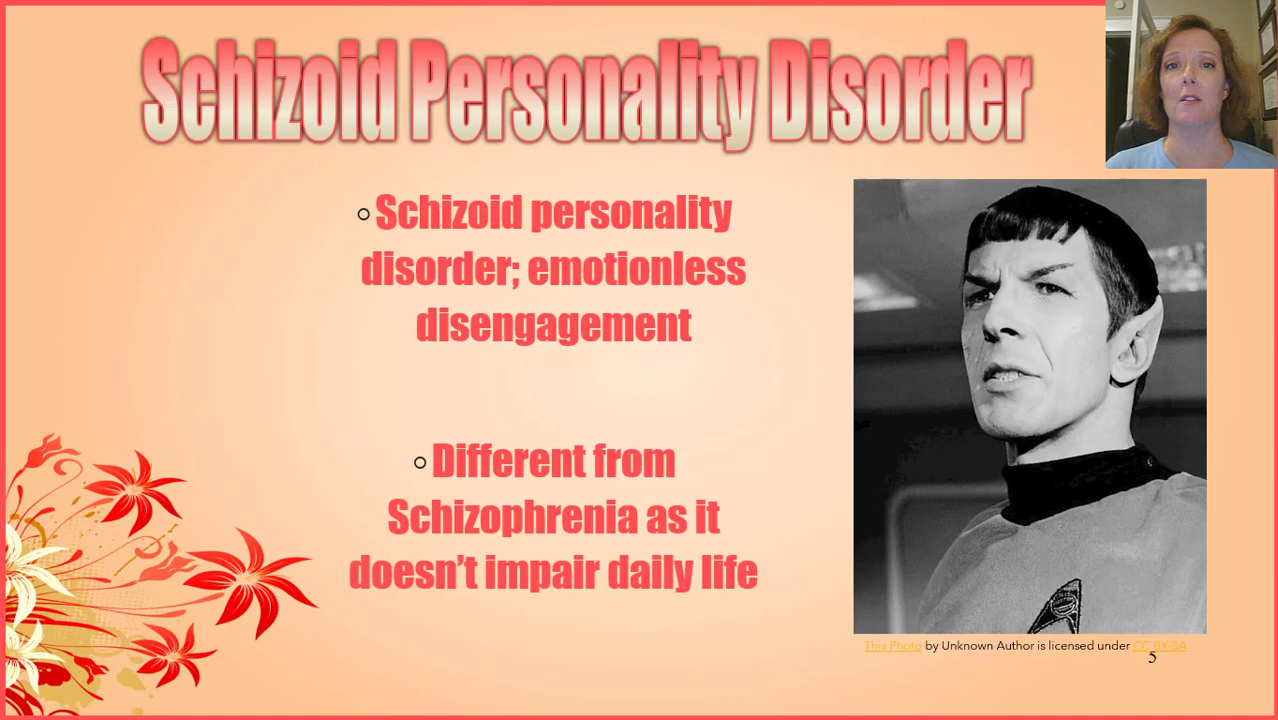 Schizoid Personality Disorder
Schizoid personality
disorder; emotionless
disengagement
Different from
Schizophrenia as it
doesn't impair daily life
This Photo by Unknown Author is licensed under CC BY-SA
5